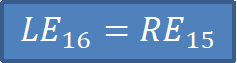 LE₁₆ = RE₁₅